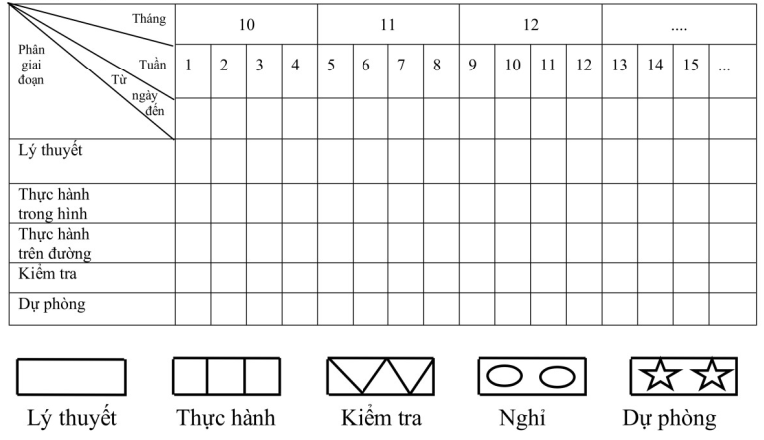 Tháng 10 11 12 ....
Phân
giai
đoạn
Tuần 1 2 3 4 5 6 7 8 9 10 11 12 13 14 15 ...
Từ
ngày
đến
Lý thuyết
Thực hành
trong hình
Thực hành
trên đường
Kiểm tra
Dự phòng
Lý thuyết Thực hành Kiểm tra Nghỉ Dự phòng